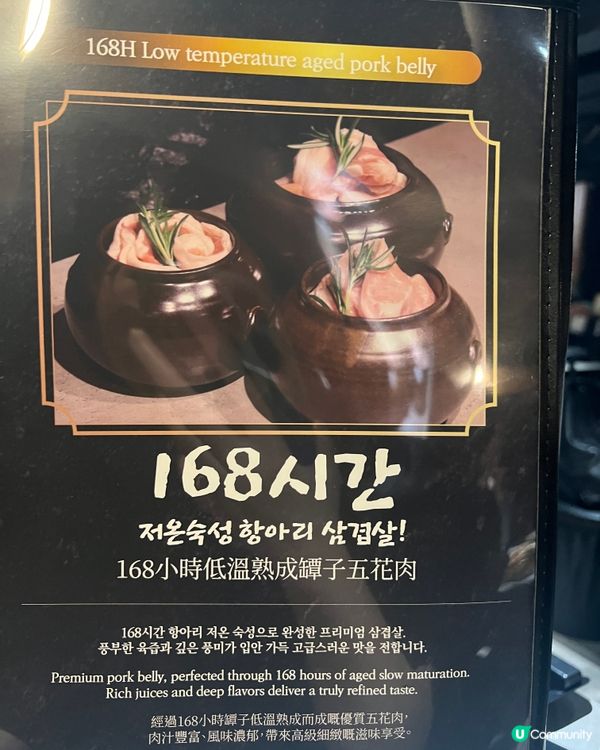 168H Low temperature aged pork belly
168시간
저온숙성 항아리 삼겹살!
168小時低溫熟成罈子五花肉
168시간 항아리 저온 숙성으로 완성한 프리미엄 삼겹살.
풍부한 육즙과 깊은 풍미가 입안 가득 고급스러운 맛을 전합니다.
Premium pork belly, perfected through 168 hours of aged slow maturation.
Rich juices and deep flavors deliver a truly refined taste.
經過168小時罈子低溫熟成而成嘅優質五花肉，
肉汁豐富、風味濃郁，帶來高級細緻嘅滋味享受。
U Community